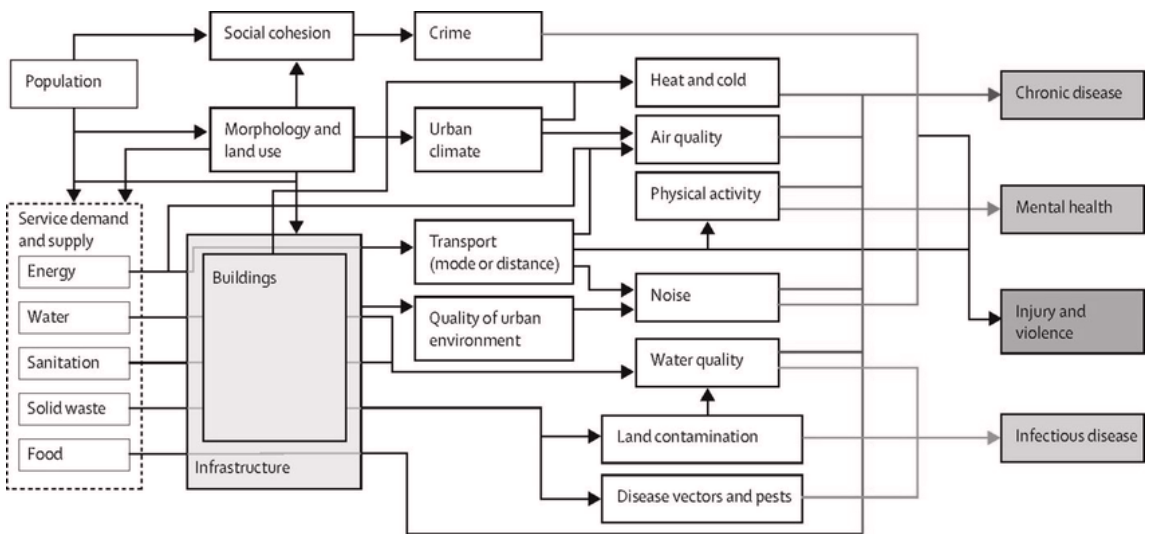 Social cohesion
Crime
Population
Heat and cold
Chronic disease
Morphology and
land use
Urban
climate
Air quality
Physical activity
Mental health
Service demand
and supply
Energy
Water
Sanitation
Solid waste
Food
Buildings
Infrastructure
Transport
(mode or distance)
Quality of urban
environment
Noise
Injury and
violence
Water quality
Land contamination
Infectious disease
Disease vectors and pests